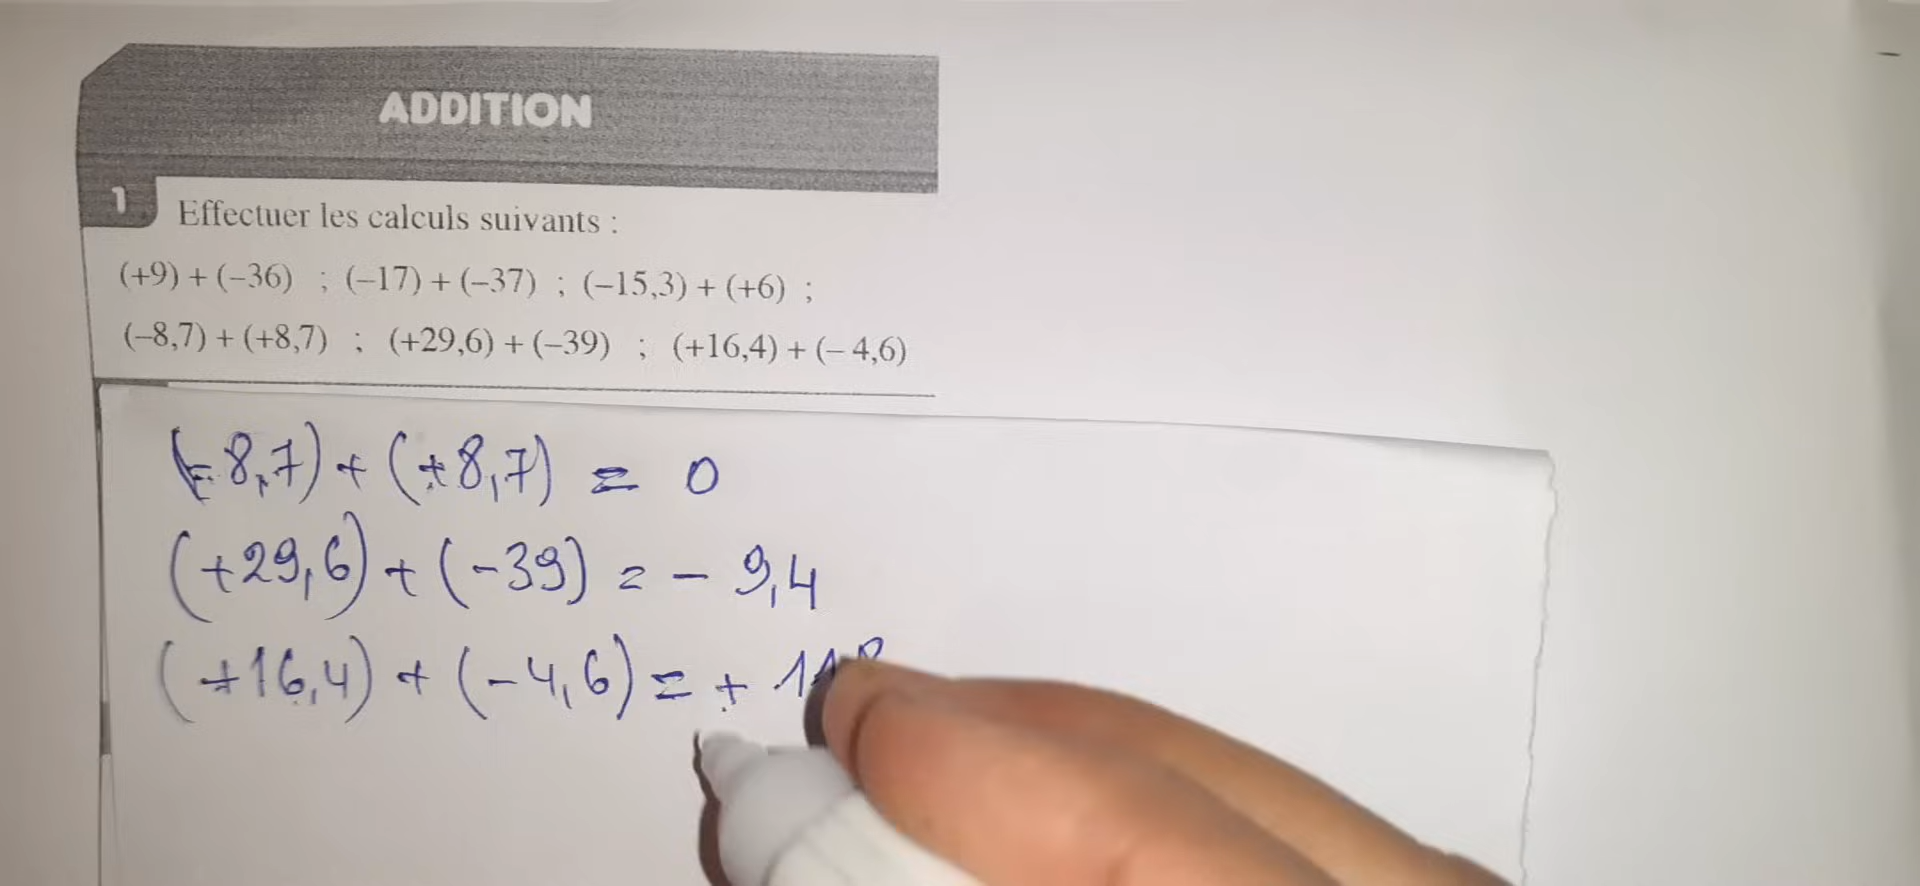 ADDITION
1 Effectuer les calculs suivants :
(+9) + (−36) ; (−17) + (−37) ; (−15,3) + (+6) ;
(−8,7) + (+8,7) ; (+29,6) + (−39) ; (+16,4) + (− 4,6)
(-8,7) + (+8,7) = 0
(+29,6) + (-39) = - 9,4
(+16,4) + (-4,6) = +